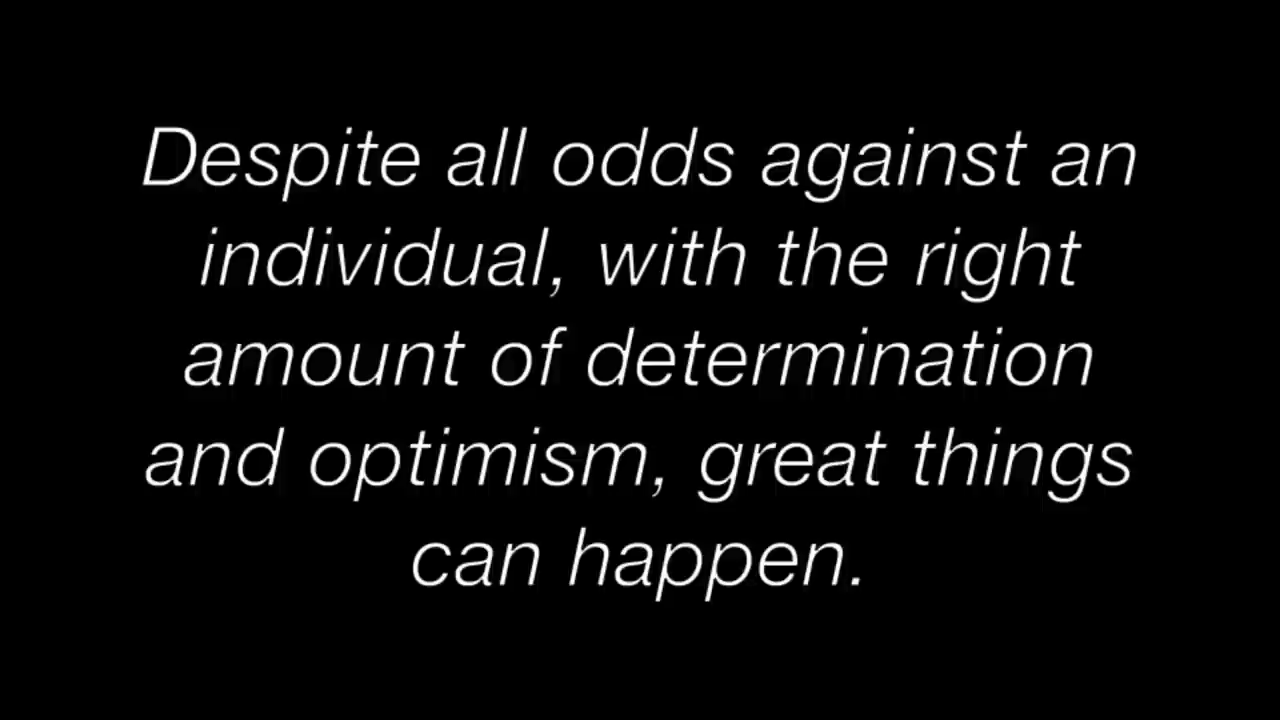 Despite all odds against an
individual, with the right
amount of determination
and optimism, great things
can happen.